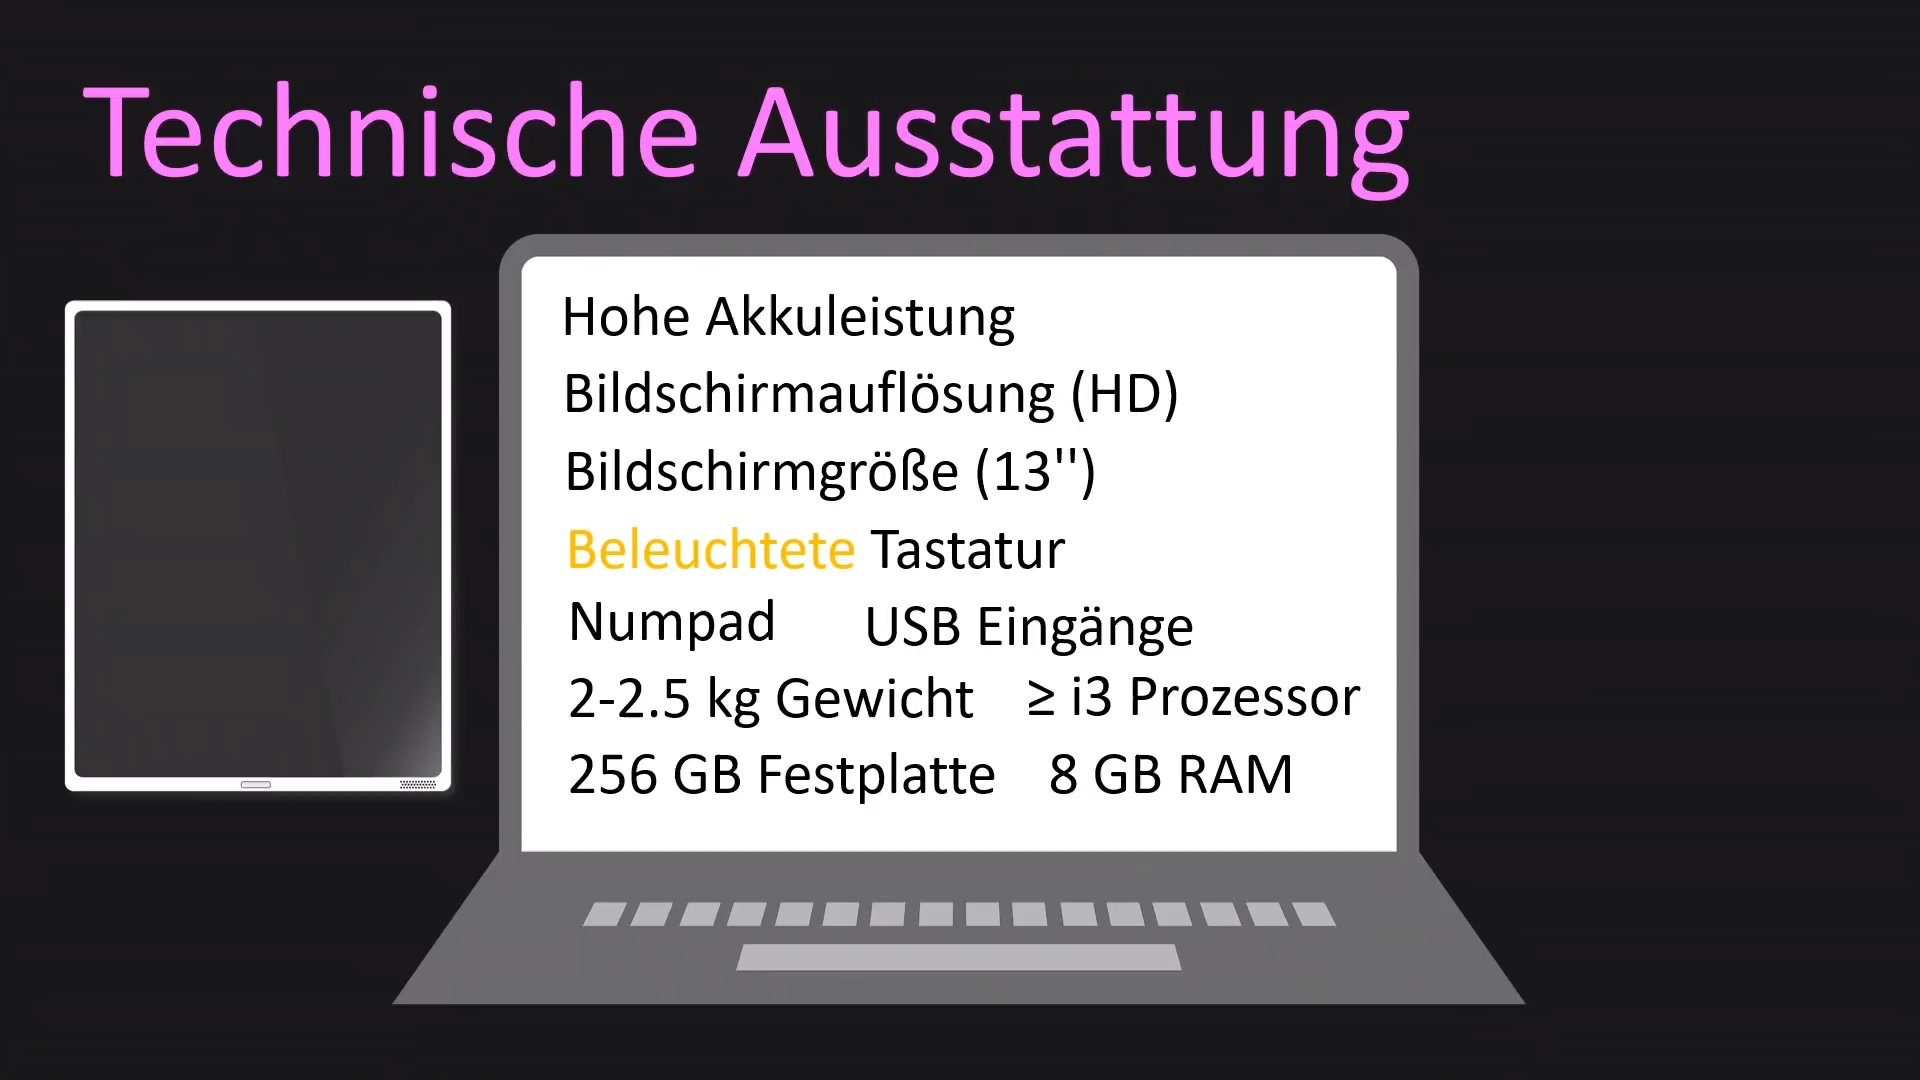 Technische Ausstattung
Hohe Akkuleistung
Bildschirmauflösung (HD)
Bildschirmgröße (13'')
Beleuchtete Tastatur
Numpad USB Eingänge
2-2.5 kg Gewicht ≥ i3 Prozessor
256 GB Festplatte 8 GB RAM